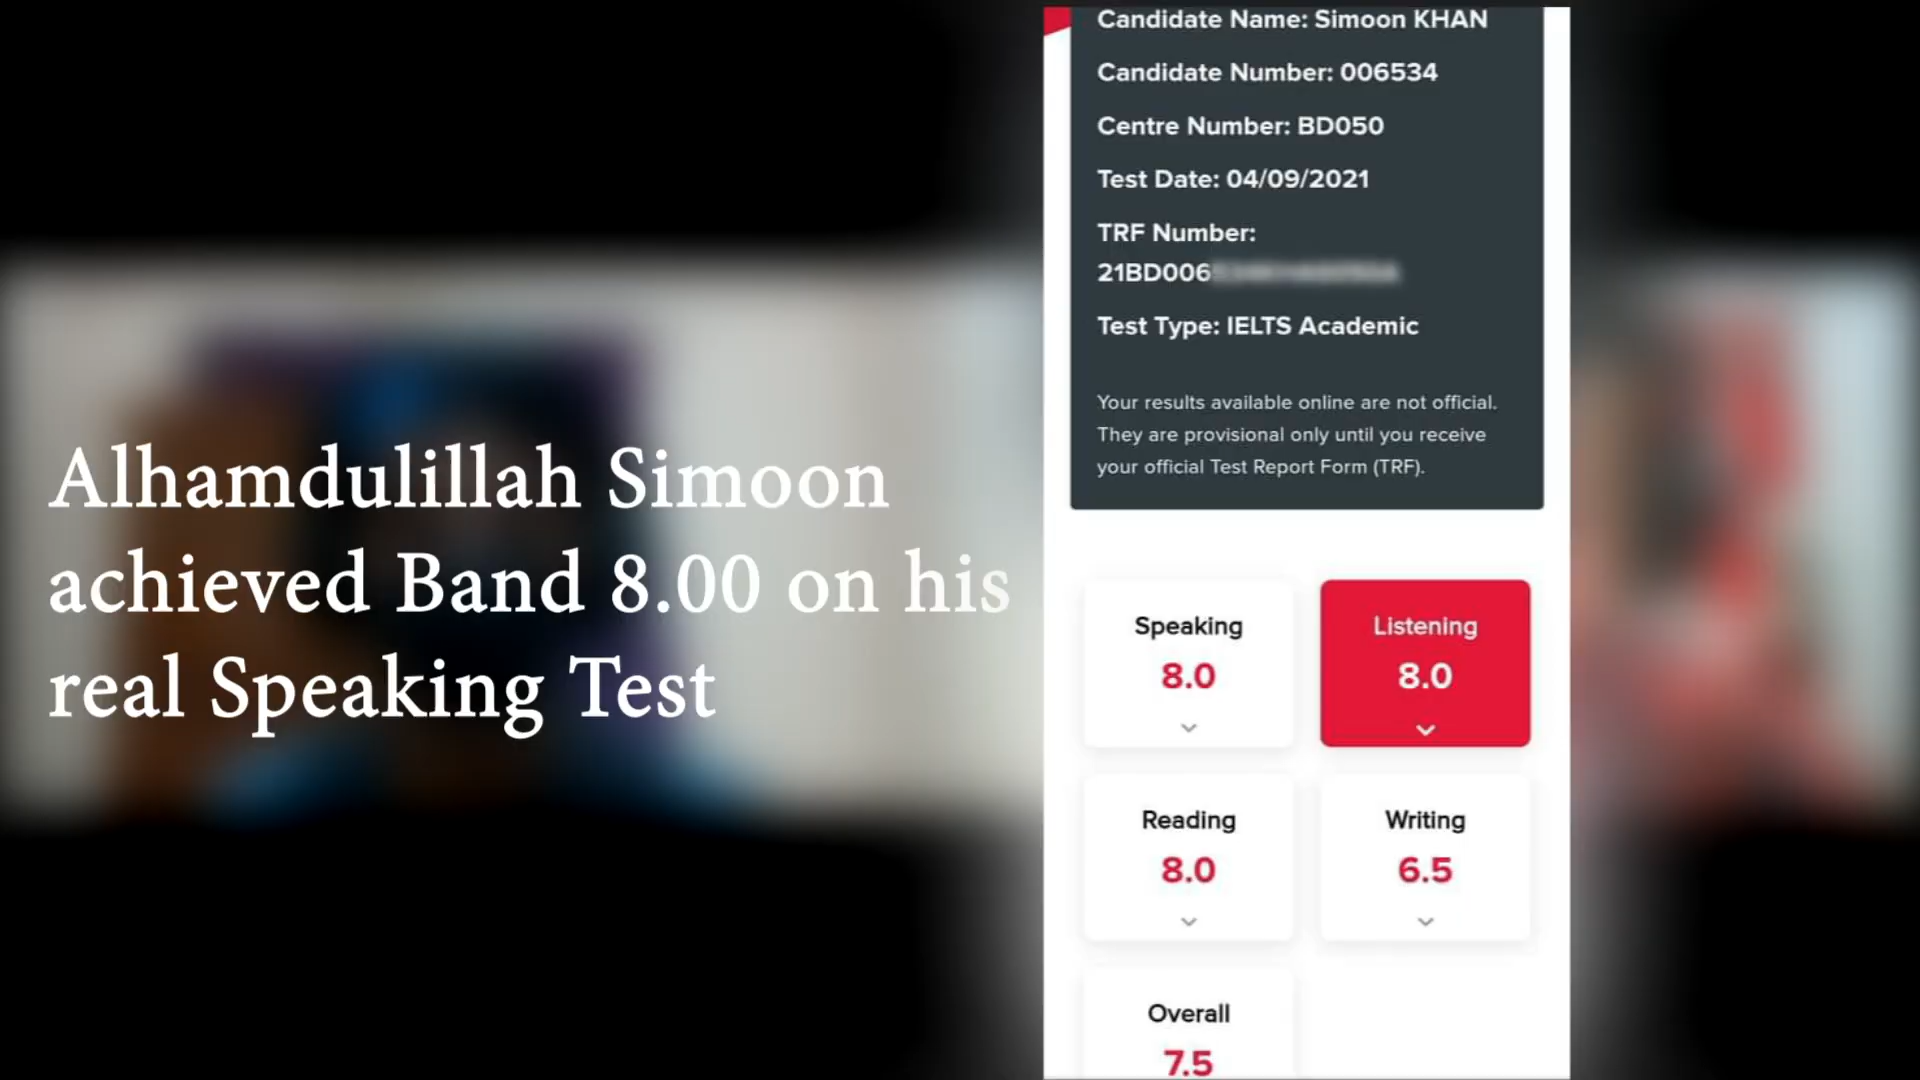 Alhamdulillah Simoon
achieved Band 8.00 on his
real Speaking Test
Candidate Name: Simoon KHAN
Candidate Number: 006534
Centre Number: BD050
Test Date: 04/09/2021
TRF Number:
21BD006
Test Type: IELTS Academic
Your results available online are not official.
They are provisional only until you receive
your official Test Report Form (TRF).
Speaking
8.0
Listening
8.0
Reading
8.0
Writing
6.5
Overall
7.5